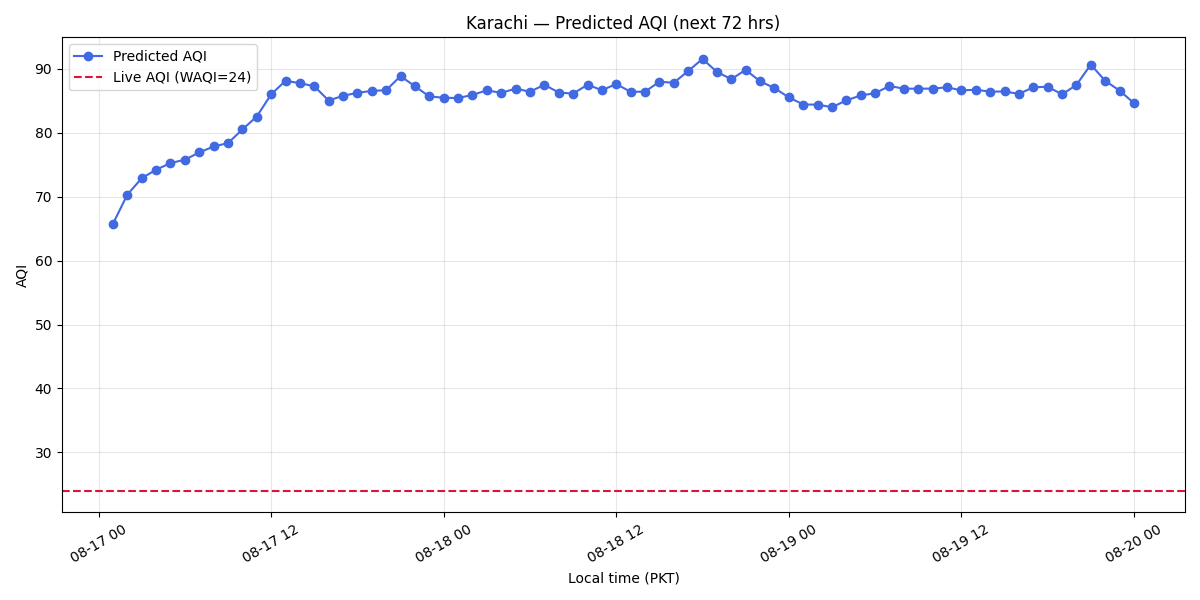 Karachi — Predicted AQI (next 72 hrs)
Predicted AQI
Live AQI (WAQI=24)
AQI
90
80
70
60
50
40
30
08-17 00
08-17 12
08-18 00
08-18 12
08-19 00
08-19 12
08-20 00
Local time (PKT)